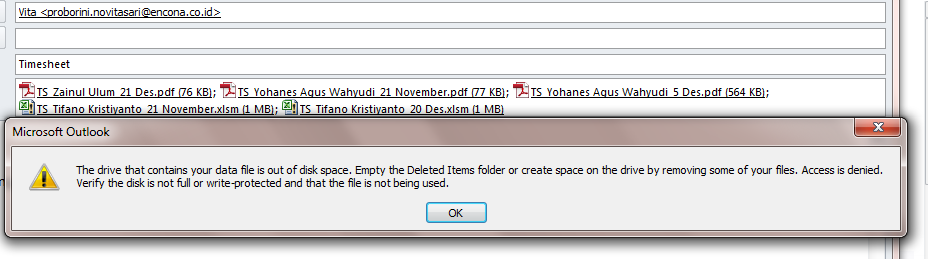 Vita <proborini.novitasari@encona.co.id>
Timesheet
TS_Zainul Ulum_21 Des.pdf (76 KB); TS_Yohanes Agus Wahyudi_21 November.pdf (77 KB); TS_Yohanes Agus Wahyudi_5 Des.pdf (564 KB);
TS_Tifano Kristiyanto_21 November.xlsm (1 MB); TS_Tifano Kristiyanto_20 Des.xlsm (1 MB)
Microsoft Outlook
The drive that contains your data file is out of disk space. Empty the Deleted Items folder or create space on the drive by removing some of your files. Access is denied.
Verify the disk is not full or write-protected and that the file is not being used.
OK